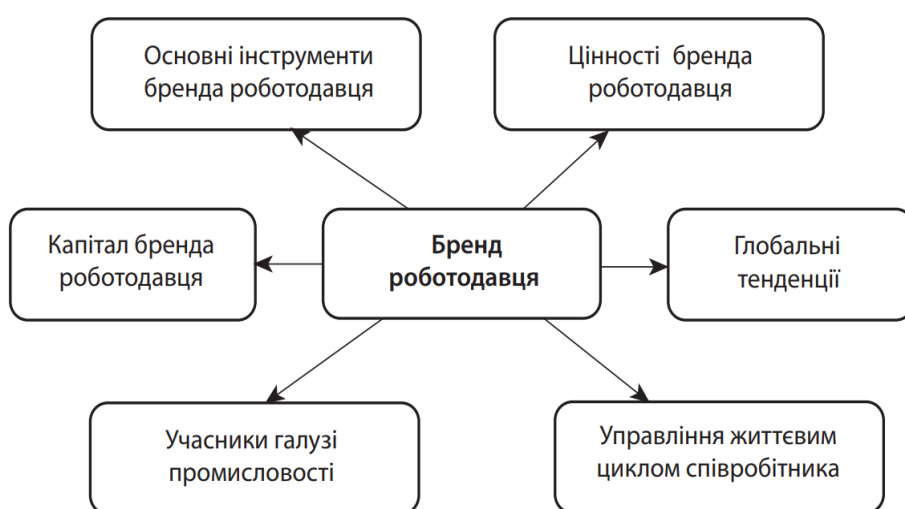 Основні інструменти
бренда роботодавця
Цінності бренда
роботодавця
Капітал бренда
роботодавця
Бренд
роботодавця
Глобальні
тенденції
Учасники галузі
промисловості
Управління життєвим
циклом співробітника